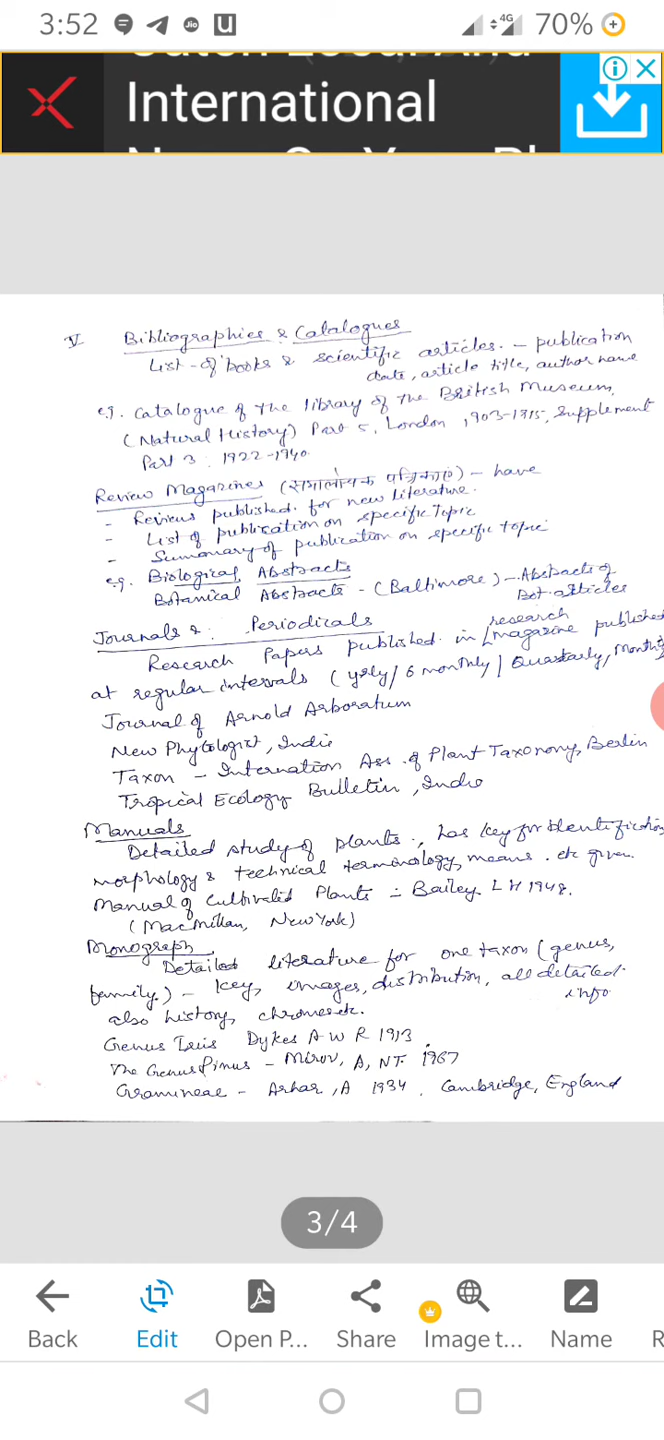 3:52
4G
70%
International
V Bibliographies & Catalogues
List - of books & scientific articles. - publication
date, article title, author name
e.g. Catalogue of the library of the British Museum,
(Natural History) Part 5, London 1903-1915, Supplement
Part 3 : 1922-1940
Review Magazines (समालोचक पत्रिकाएं) - have
- Reviews published for new literature.
- List of publication on specific topic
- Summary of publication on specific topic
e.g. Biological Abstracts
Botanical Abstracts - (Baltimore) - Abstracts of
Bot. articles
Journals & Periodicals
Research Papers published in research magazine published
at regular intervals (yrly / 6 monthly / Quartarly, monthly
Journal of Arnold Arboratum
New Phytologist, India
Taxon - Internation Ass. of Plant Taxonomy, Berlin
Tropical Ecology Bulletin, India
Manuals
Detailed study of plants, has key for identification,
morphology & technical terminology, means. etc given.
Manual of Cultivated Plants - Bailey. L H 1948.
(MacMillan, New York)
Monograph
Detailed literature for one taxon (genus,
family.) - key, images, distribution, all detailed.
info
also history, chromes etc.
Genus Iris Dykes A W R 1913.
The Genus Pinus - Mirov, A, NT. 1967
Gramineae - Arbar, A 1934. Cambridge, England
3/4
Back
Edit
Open P...
Share
Image t...
Name
R